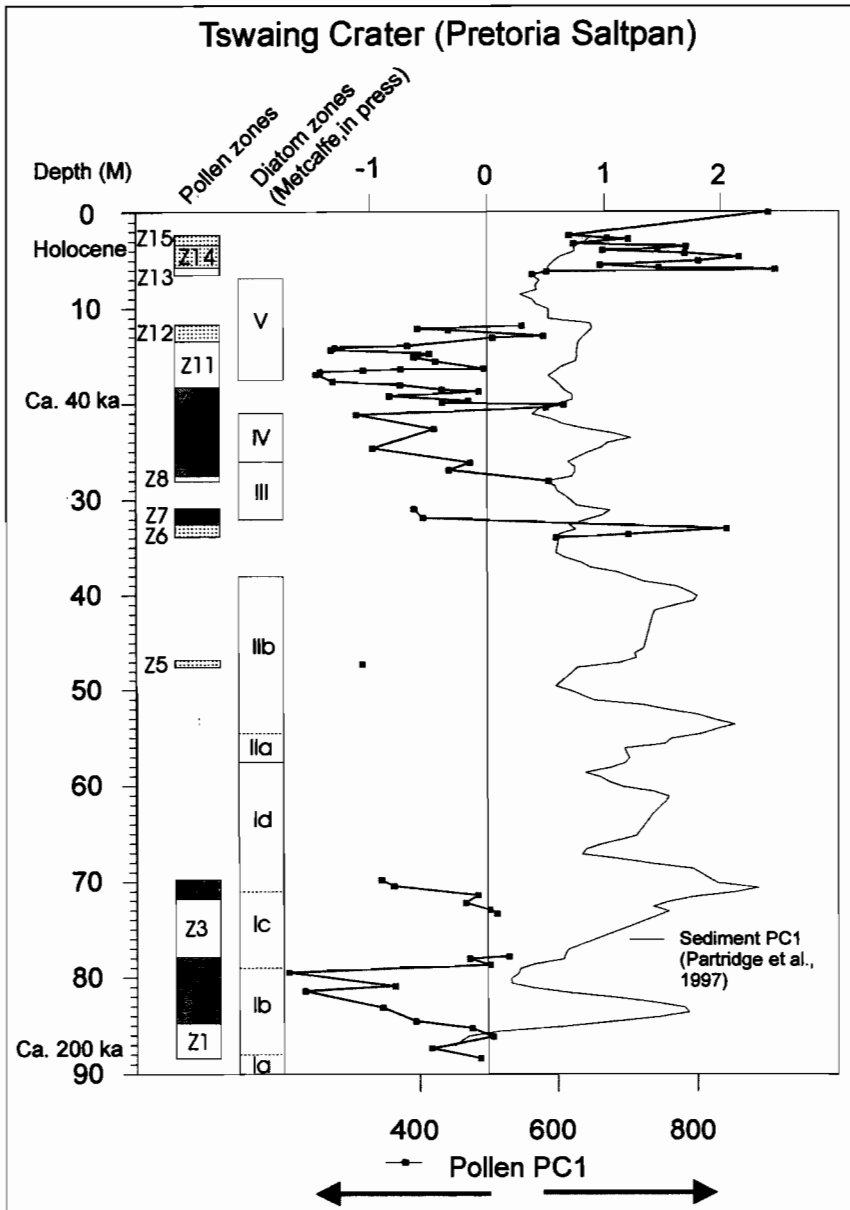 Tswaing Crater (Pretoria Saltpan)
Pollen zones
Diatom zones
(Metcalfe,in press)
Depth (M)
-1 0 1 2
0
Holocene
10
Ca. 40 ka
30
40
50
60
70
80
Ca. 200 ka
90
Z15
Z14
Z13
Z12
Z11
Z8
Z7
Z6
Z5
Z3
Z1
V
IV
III
IIb
IIa
Id
Ic
Ib
Ia
Sediment PC1
(Partridge et al.,
1997)
400 600 800
Pollen PC1